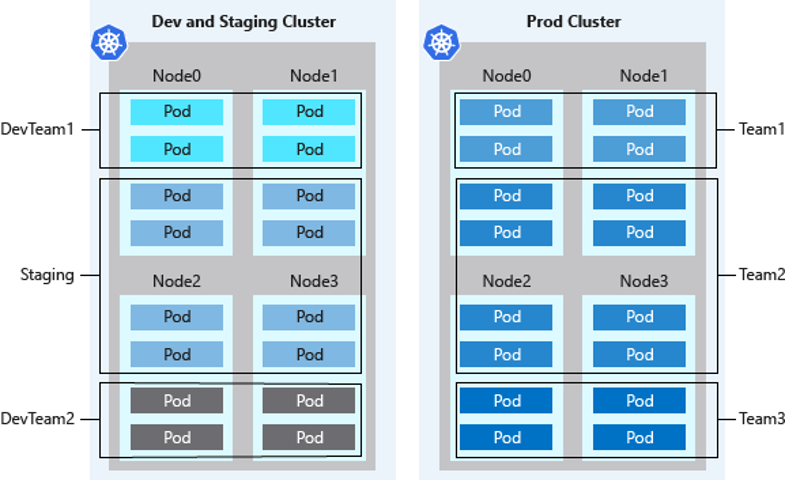 Dev and Staging Cluster
Node0 Node1
DevTeam1
Pod Pod
Pod Pod
Staging
Pod Pod
Pod Pod
Node2 Node3
Pod Pod
Pod Pod
DevTeam2
Pod Pod
Pod Pod
Prod Cluster
Node0 Node1
Pod Pod
Pod Pod
Team1
Pod Pod
Pod Pod
Node2 Node3
Pod Pod
Pod Pod
Team2
Pod Pod
Pod Pod
Team3